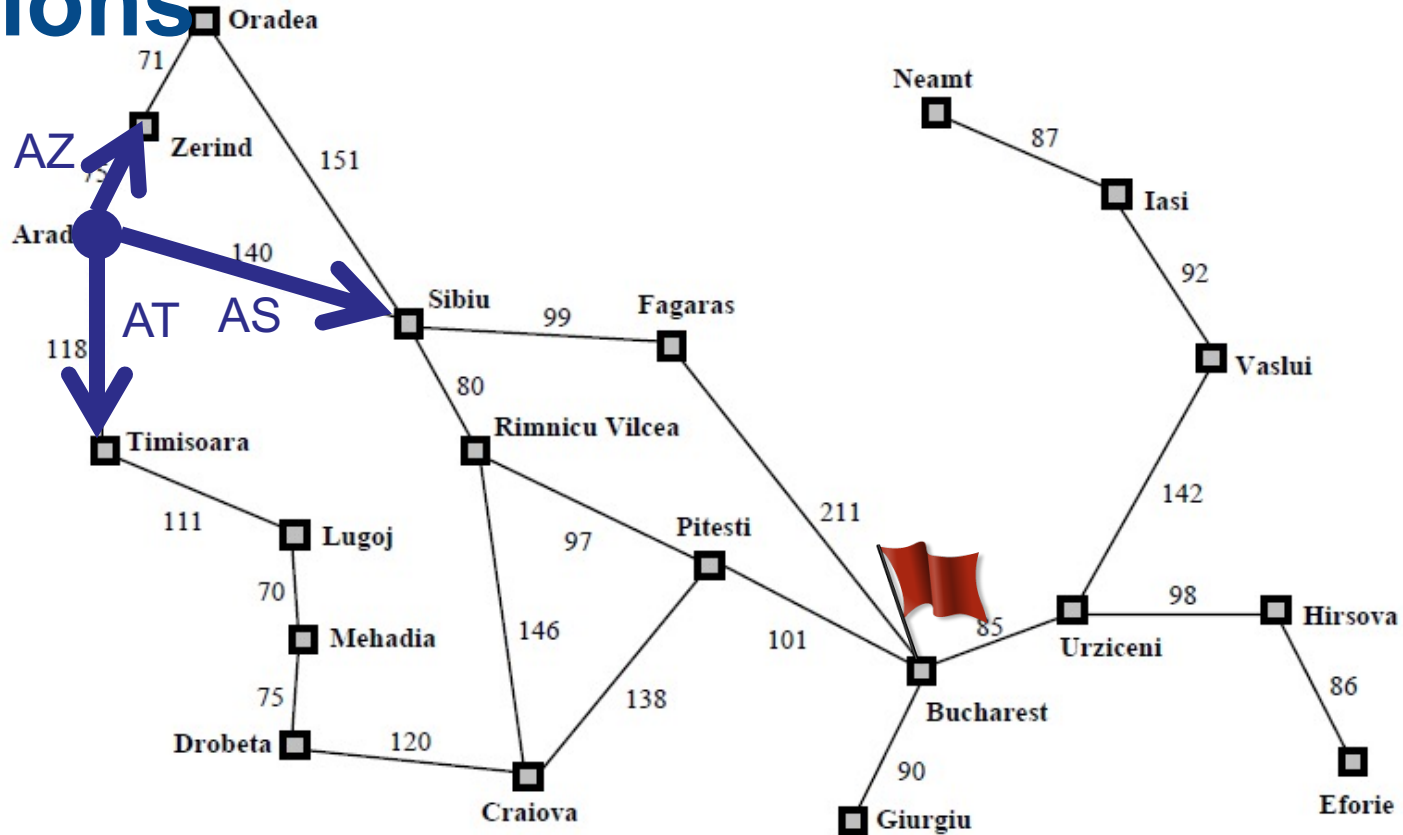 ions
Oradea
71
Neamt
87
AZ
Zerind
75
151
Iasi
Arad
140
92
Sibiu
Fagaras
AT
AS
99
118
Vaslui
80
Rimnicu Vilcea
Timisoara
142
211
111
Pitesti
Lugoj
97
70
98
Hirsova
146
101
85
Urziceni
Mehadia
138
86
75
Bucharest
Drobeta
120
90
Eforie
Craiova
Giurgiu